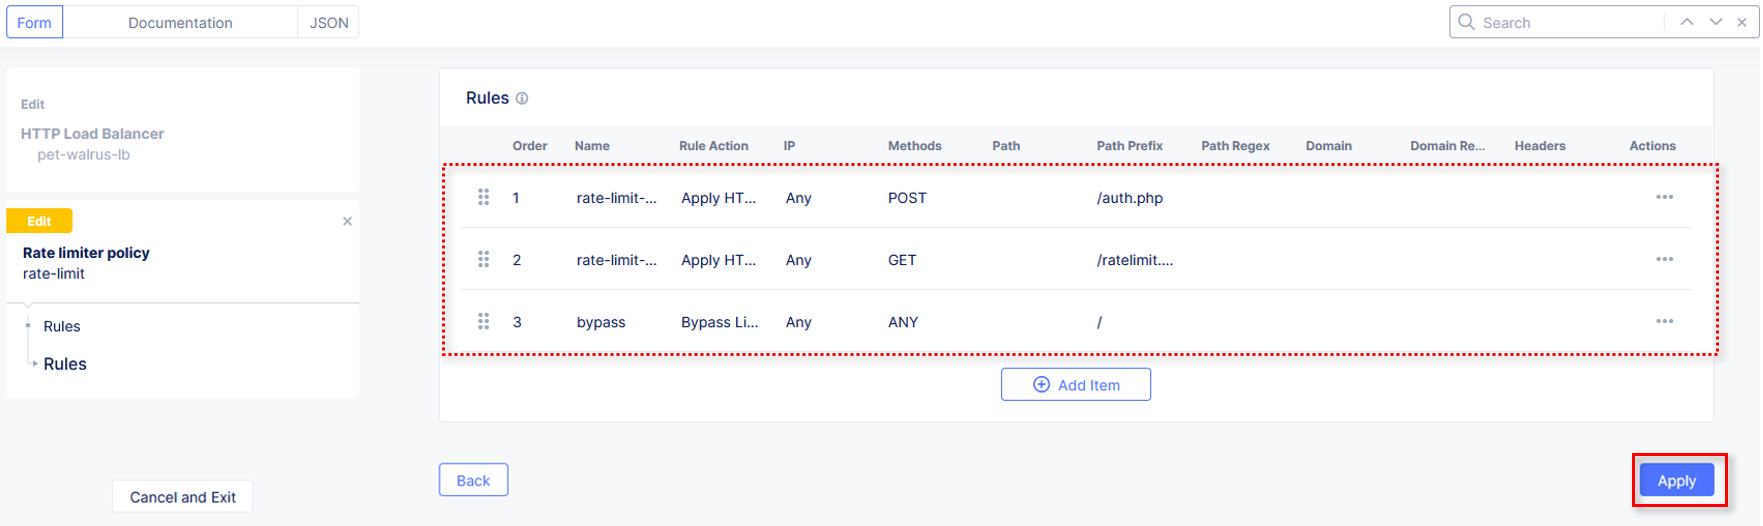 Form Documentation JSON
Search
Edit
HTTP Load Balancer
pet-walrus-lb
Edit
Rate limiter policy
rate-limit
Rules
Rules
Cancel and Exit
Rules
Order Name Rule Action IP Methods Path Path Prefix Path Regex Domain Domain Re... Headers Actions
1 rate-limit-... Apply HT... Any POST /auth.php
2 rate-limit-... Apply HT... Any GET /ratelimit....
3 bypass Bypass Li... Any ANY /
Add Item
Back
Apply